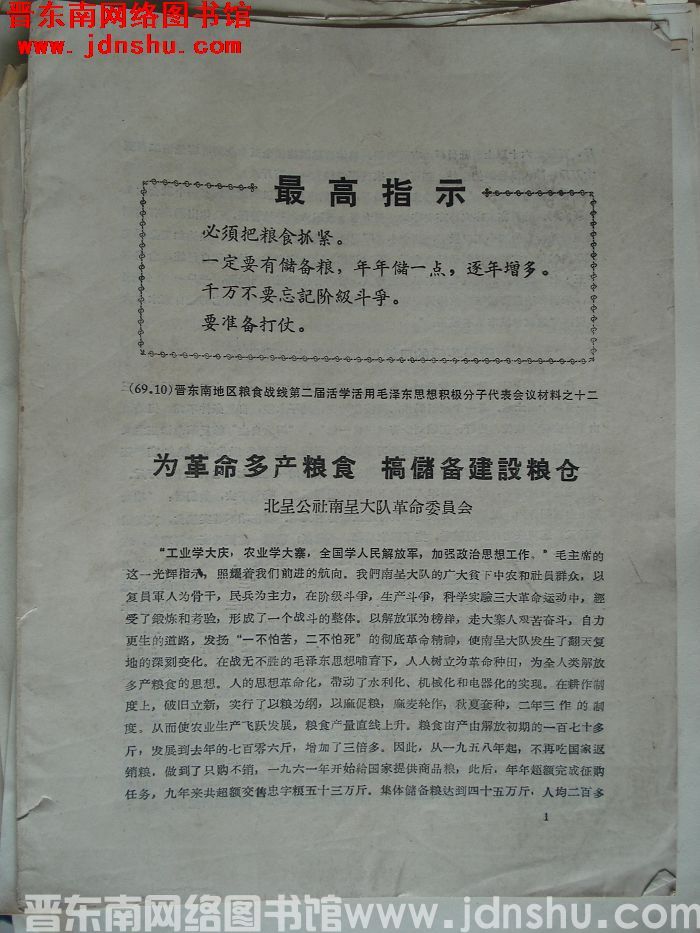 晋东南网络图书馆
www.jdnshu.com
最高指示
必须把粮食抓紧。
一定要有储备粮，年年储一点，逐年增多。
千万不要忘記阶級斗爭。
要准备打仗。
(69.10)晋东南地区粮食战线第二届活学活用毛泽东思想积极分子代表会议材料之十二
为革命多产粮食 搞儲备建設粮仓
北呈公社南呈大队革命委員会
“工业学大庆，农业学大寨，全国学人民解放军，加强政治思想工作。”毛主席的
这一光辉指示，照耀着我们前进的航向。我們南呈大队的广大貧下中农和社員群众，以
复員軍人为骨干，民兵为主力，在阶级斗爭，生产斗爭，科学实驗三大革命运动中，經
受了鍛炼和考驗，形成了一个战斗的整体。以解放軍为榜样，走大寨人艰苦奋斗，自力
更生的道路，发扬“一不怕苦，二不怕死”的彻底革命精神，使南呈大队发生了翻天复
地的深刻变化。在战无不胜的毛泽东思想哺育下，人人树立为革命种田，为全人类解放
多产粮食的思想。人的思想革命化，带动了水利化、机械化和电器化的实现。在耕作制
度上，破旧立新，实行了以粮为纲，以麻促粮，麻麦轮作，秋夏套种，二年三作的制
度。从而使农业生产飞跃发展，粮食产量直线上升。粮食亩产由解放初期的一百七十多
斤，发展到去年的七百零六斤，增加了三倍多。因此，从一九五八年起，不再吃国家返
销粮，做到了只购不销，一九六一年开始給国家提供商品粮，此后，年年超额完成征购
任务，九年来共超额交售忠字粮五十三万斤。集体储备粮达到四十五万斤，人均二百多
1
晋东南网络图书馆www.jdnshu.com